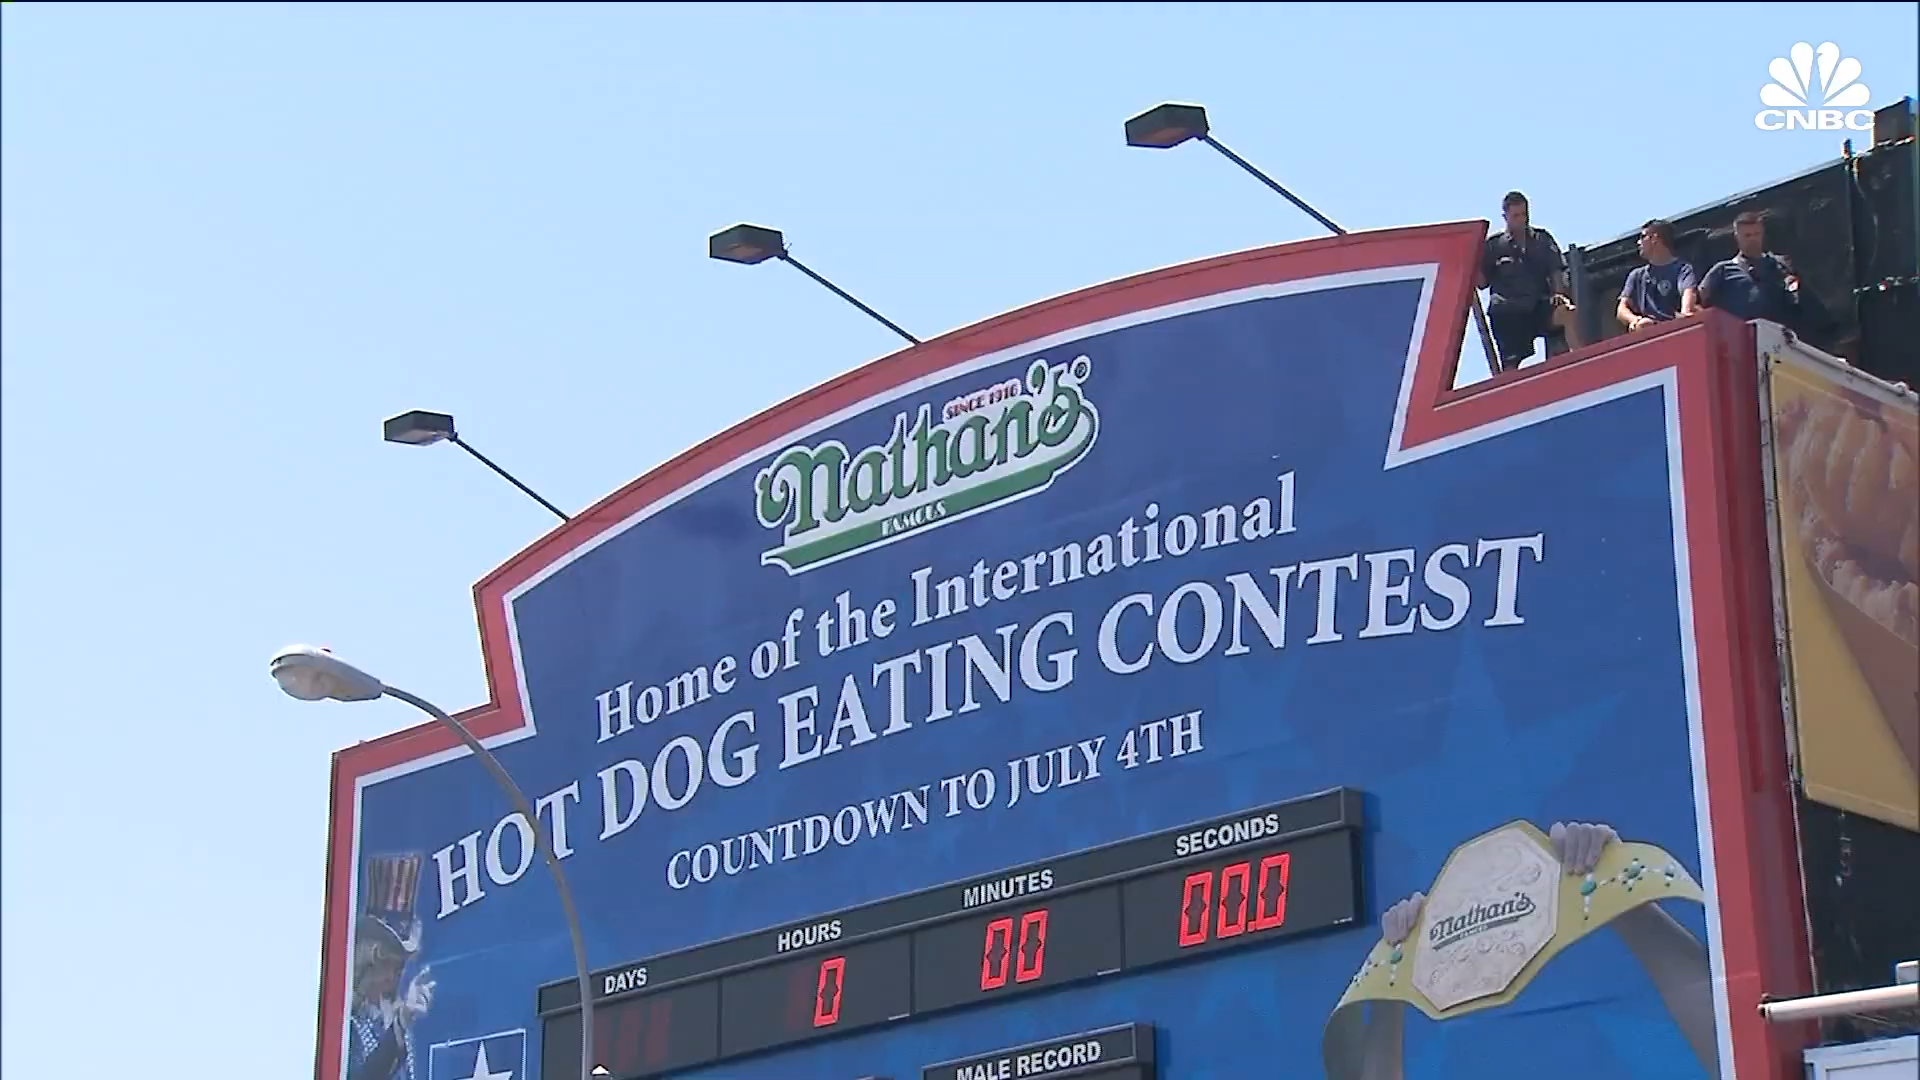 CNBC
SINCE 1916
Nathan's®
FAMOUS
Home of the International
HOT DOG EATING CONTEST
COUNTDOWN TO JULY 4TH
DAYS HOURS MINUTES SECONDS
0 00 00.0
Nathan's
FAMOUS
MALE RECORD